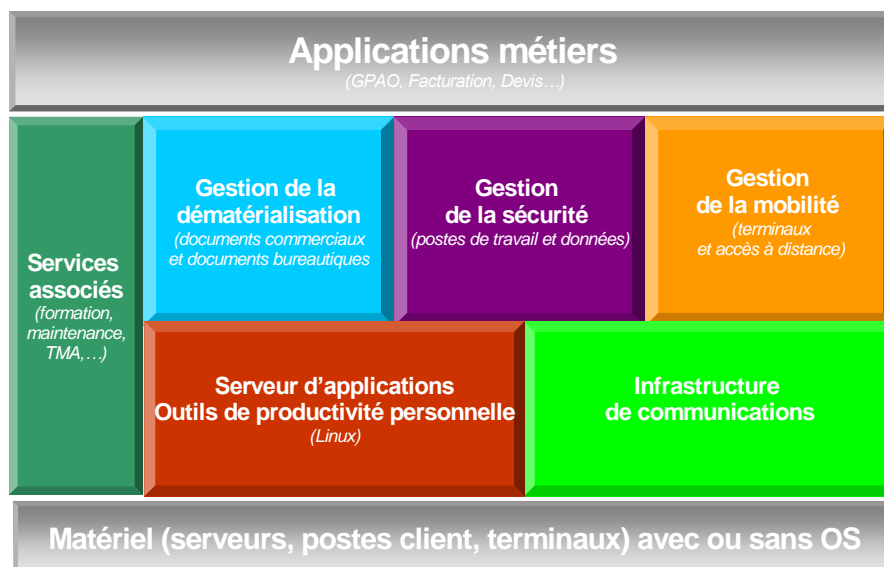 Applications métiers
(GPAO, Facturation, Devis…)
Gestion de la
dématérialisation
(documents commerciaux
et documents bureautiques
Gestion
de la sécurité
(postes de travail et données)
Gestion
de la mobilité
(terminaux
et accès à distance)
Services
associés
(formation,
maintenance,
TMA,…)
Serveur d’applications
Outils de productivité personnelle
(Linux)
Infrastructure
de communications
Matériel (serveurs, postes client, terminaux) avec ou sans OS